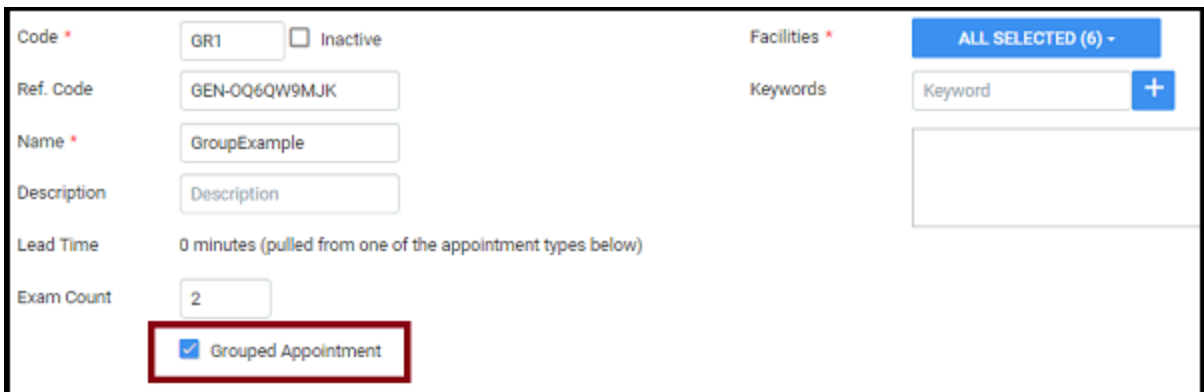 Code * GR1 Inactive Facilities * ALL SELECTED (6)
Ref. Code GEN-OQ6QW9MJK Keywords Keyword +
Name * GroupExample
Description Description
Lead Time 0 minutes (pulled from one of the appointment types below)
Exam Count 2
Grouped Appointment